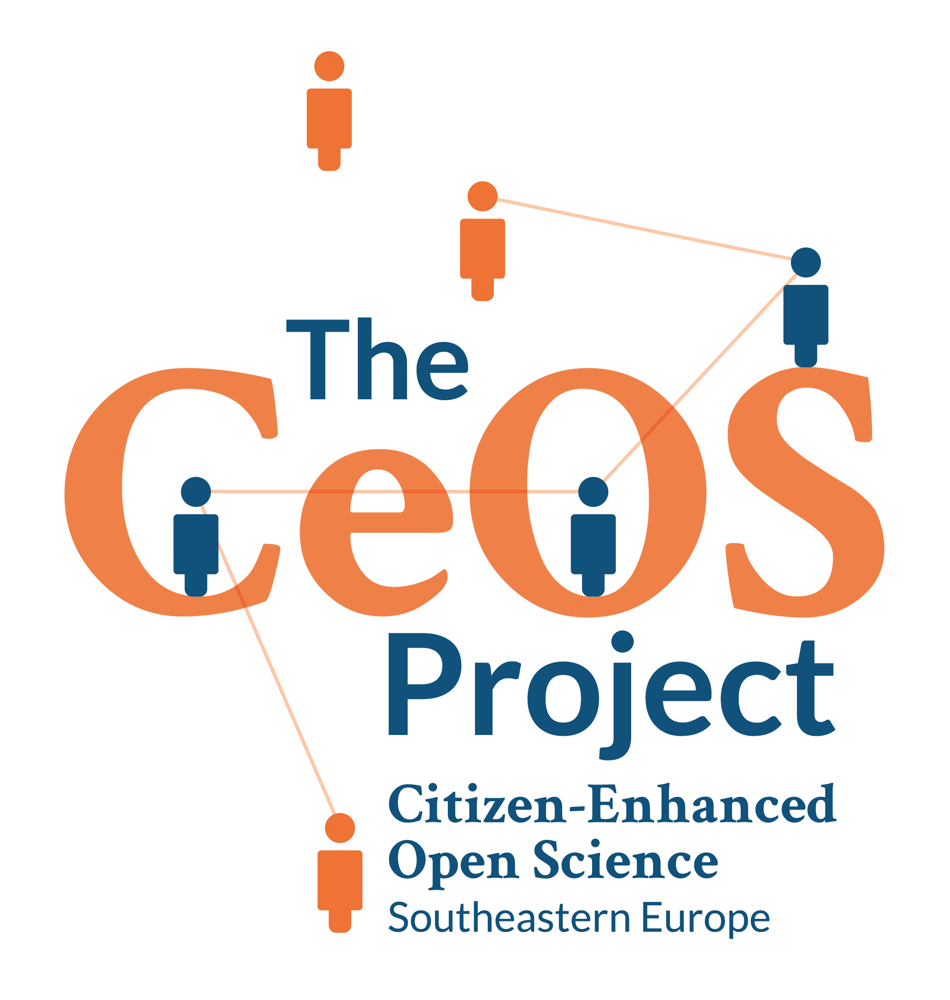 The
CeOS
Project
Citizen-Enhanced
Open Science
Southeastern Europe